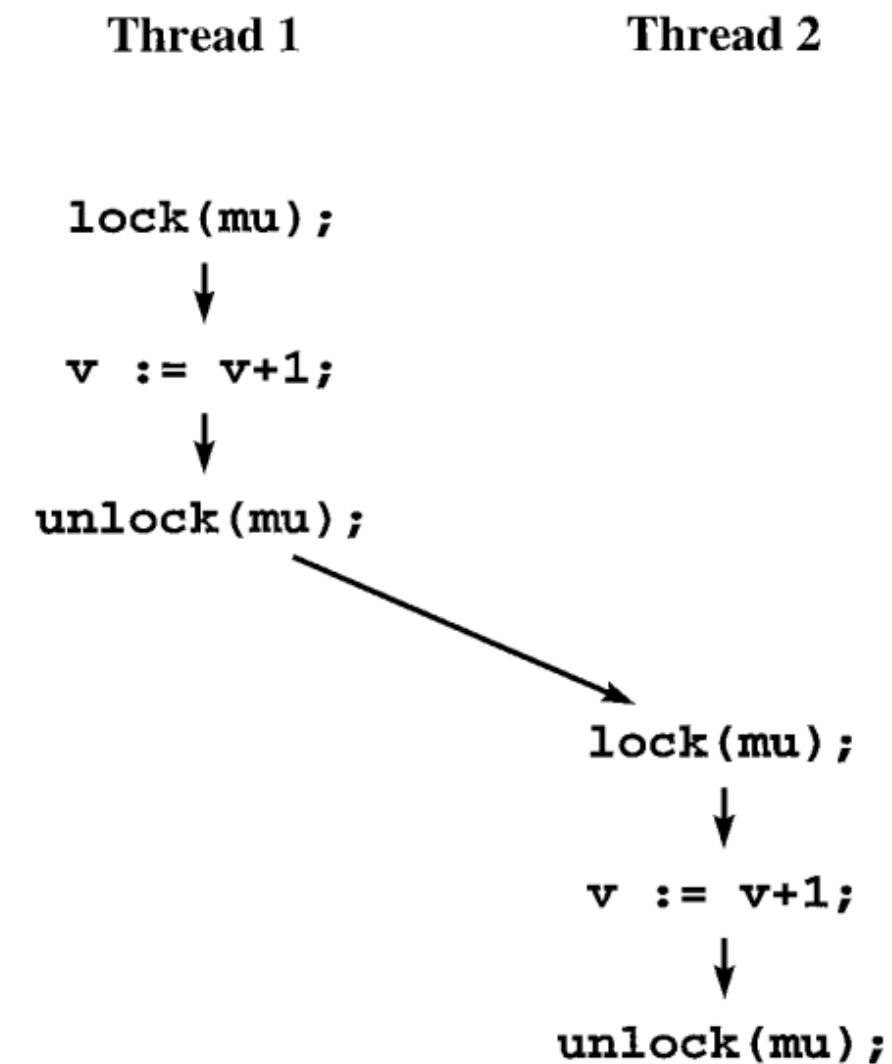 Thread 1
Thread 2
lock(mu);
v := v+1;
unlock(mu);
lock(mu);
v := v+1;
unlock(mu);